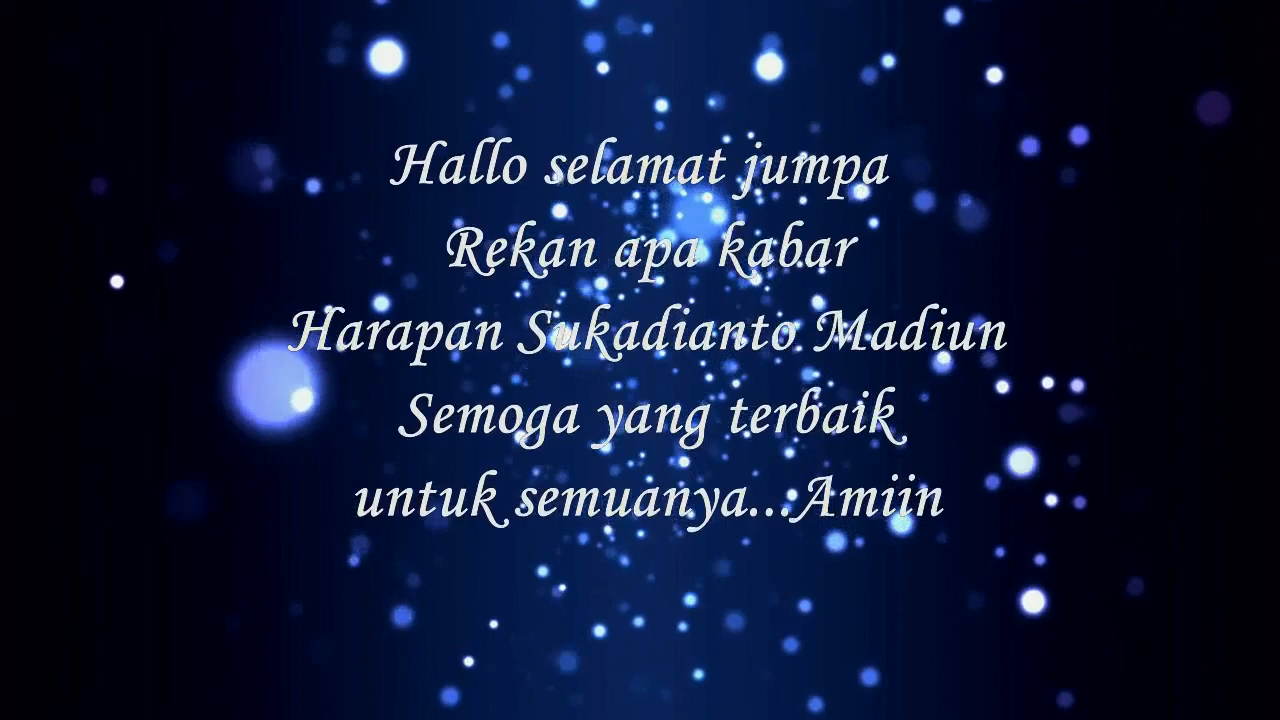 Hallo selamat jumpa
Rekan apa kabar
Harapan Sukadianto Madiun
Semoga yang terbaik
untuk semuanya...Amiin